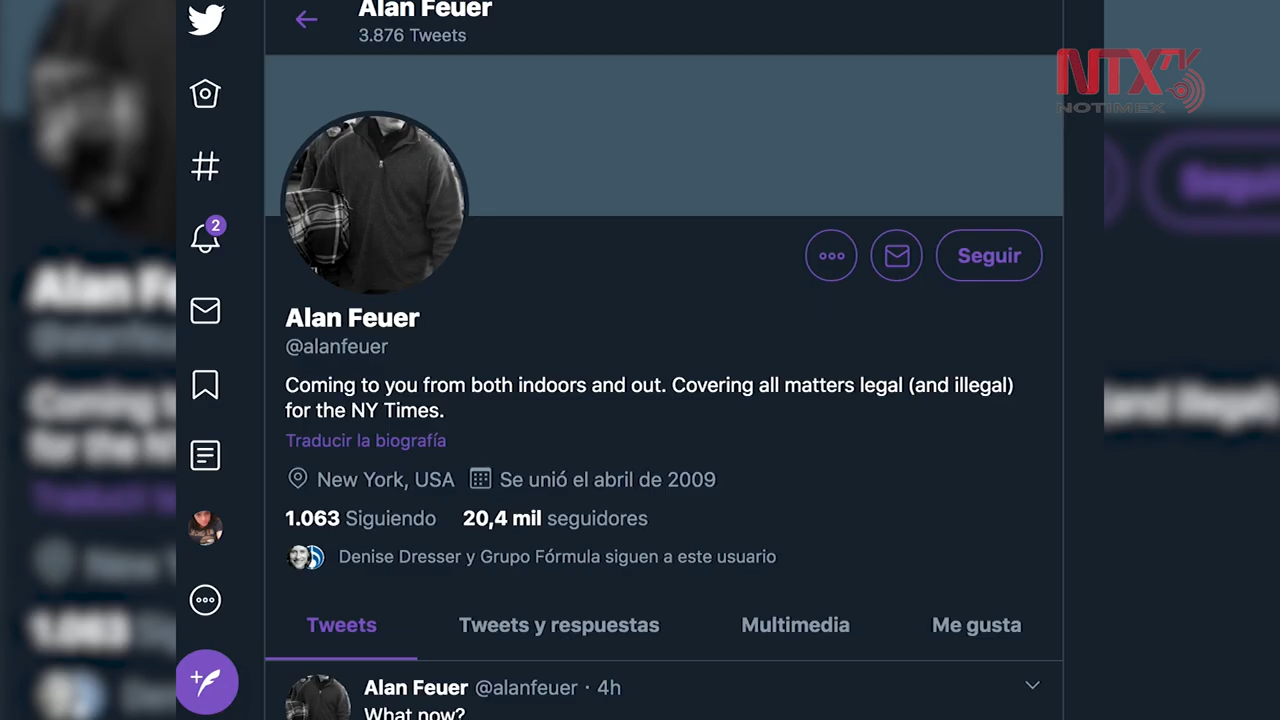 Alan Feuer
3.876 Tweets
NTXTV
NOTIMEX
2
Seguir
Alan Feuer
@alanfeuer
Coming to you from both indoors and out. Covering all matters legal (and illegal)
for the NY Times.
Traducir la biografía
New York, USA Se unió el abril de 2009
1.063 Siguiendo 20,4 mil seguidores
Denise Dresser y Grupo Fórmula siguen a este usuario
Tweets Tweets y respuestas Multimedia Me gusta
Alan Feuer @alanfeuer · 4h
What now?